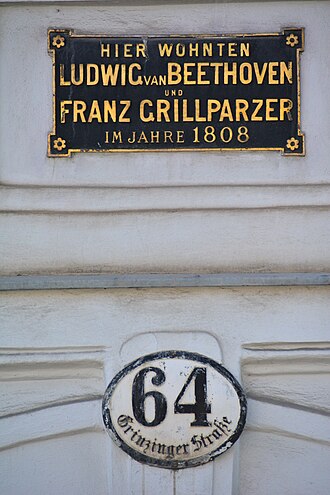 HIER WOHNTEN
LUDWIG VAN BEETHOVEN
UND
FRANZ GRILLPARZER
IM JAHRE 1808
64
Grinzinger Straße